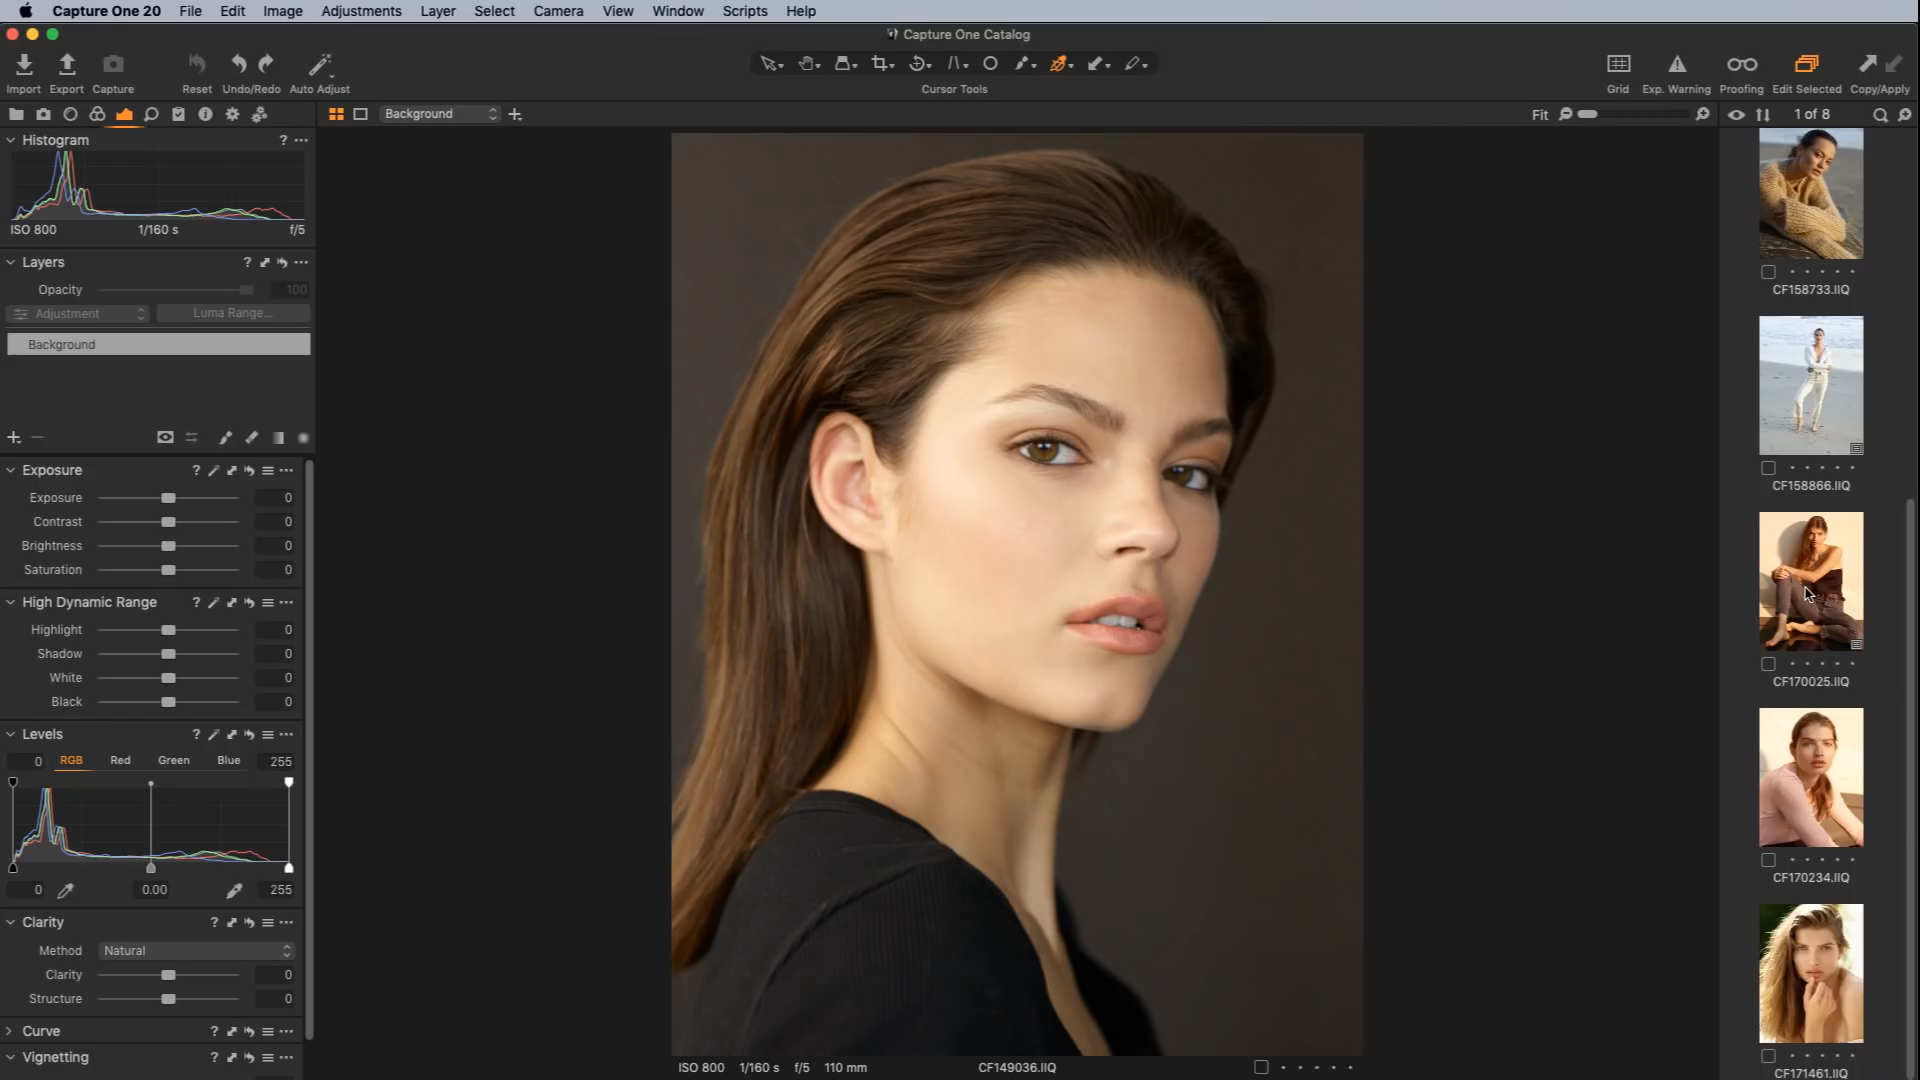 Capture One 20 File Edit Image Adjustments Layer Select Camera View Window Scripts Help
Capture One Catalog
Import Export Capture Reset Undo/Redo Auto Adjust
Cursor Tools
Grid Exp. Warning Proofing Edit Selected Copy/Apply
Background
Fit
1 of 8
Histogram ?
ISO 800 1/160 s f/5
Layers ?
Opacity 100
Adjustment Luma Range...
Background
Exposure ?
Exposure 0
Contrast 0
Brightness 0
Saturation 0
High Dynamic Range ?
Highlight 0
Shadow 0
White 0
Black 0
Levels ?
0 RGB Red Green Blue 255
0 0.00 255
Clarity ?
Method Natural
Clarity 0
Structure 0
Curve ?
Vignetting ?
ISO 800 1/160 s f/5 110 mm CF149036.IIQ
CF158733.IIQ
CF158866.IIQ
CF170025.IIQ
CF170234.IIQ
CF171461.IIQ